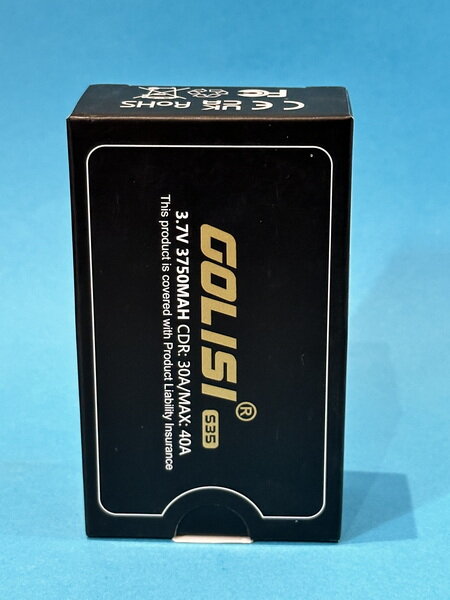 CE UKCA FC
RoHS
GOLISI® S35
3.7V 3750MAH CDR: 30A/MAX: 40A
This product is covered with Product Liability Insurance